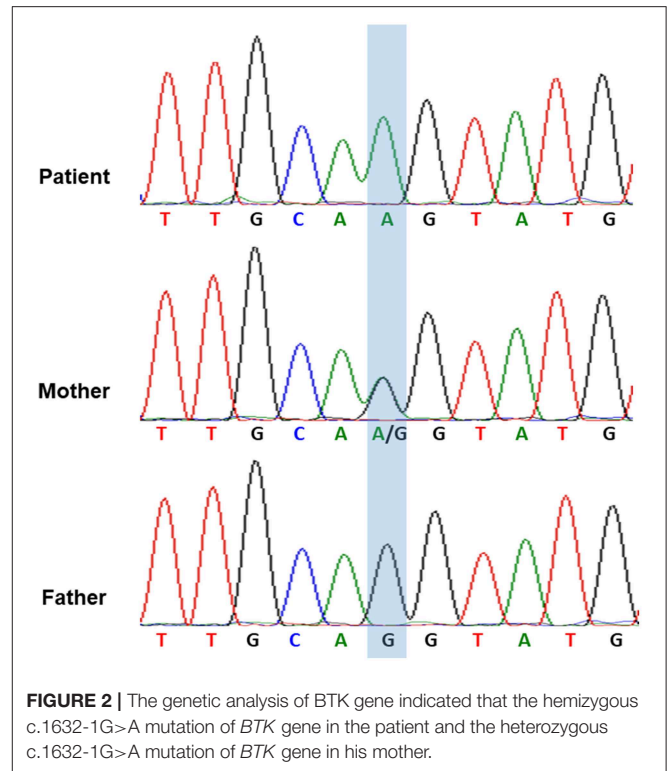 Patient
T T G C A A G T A T G
Mother
T T G C A A/G G T A T G
Father
T T G C A G G T A T G
FIGURE 2 | The genetic analysis of BTK gene indicated that the hemizygous
c.1632-1G>A mutation of BTK gene in the patient and the heterozygous
c.1632-1G>A mutation of BTK gene in his mother.